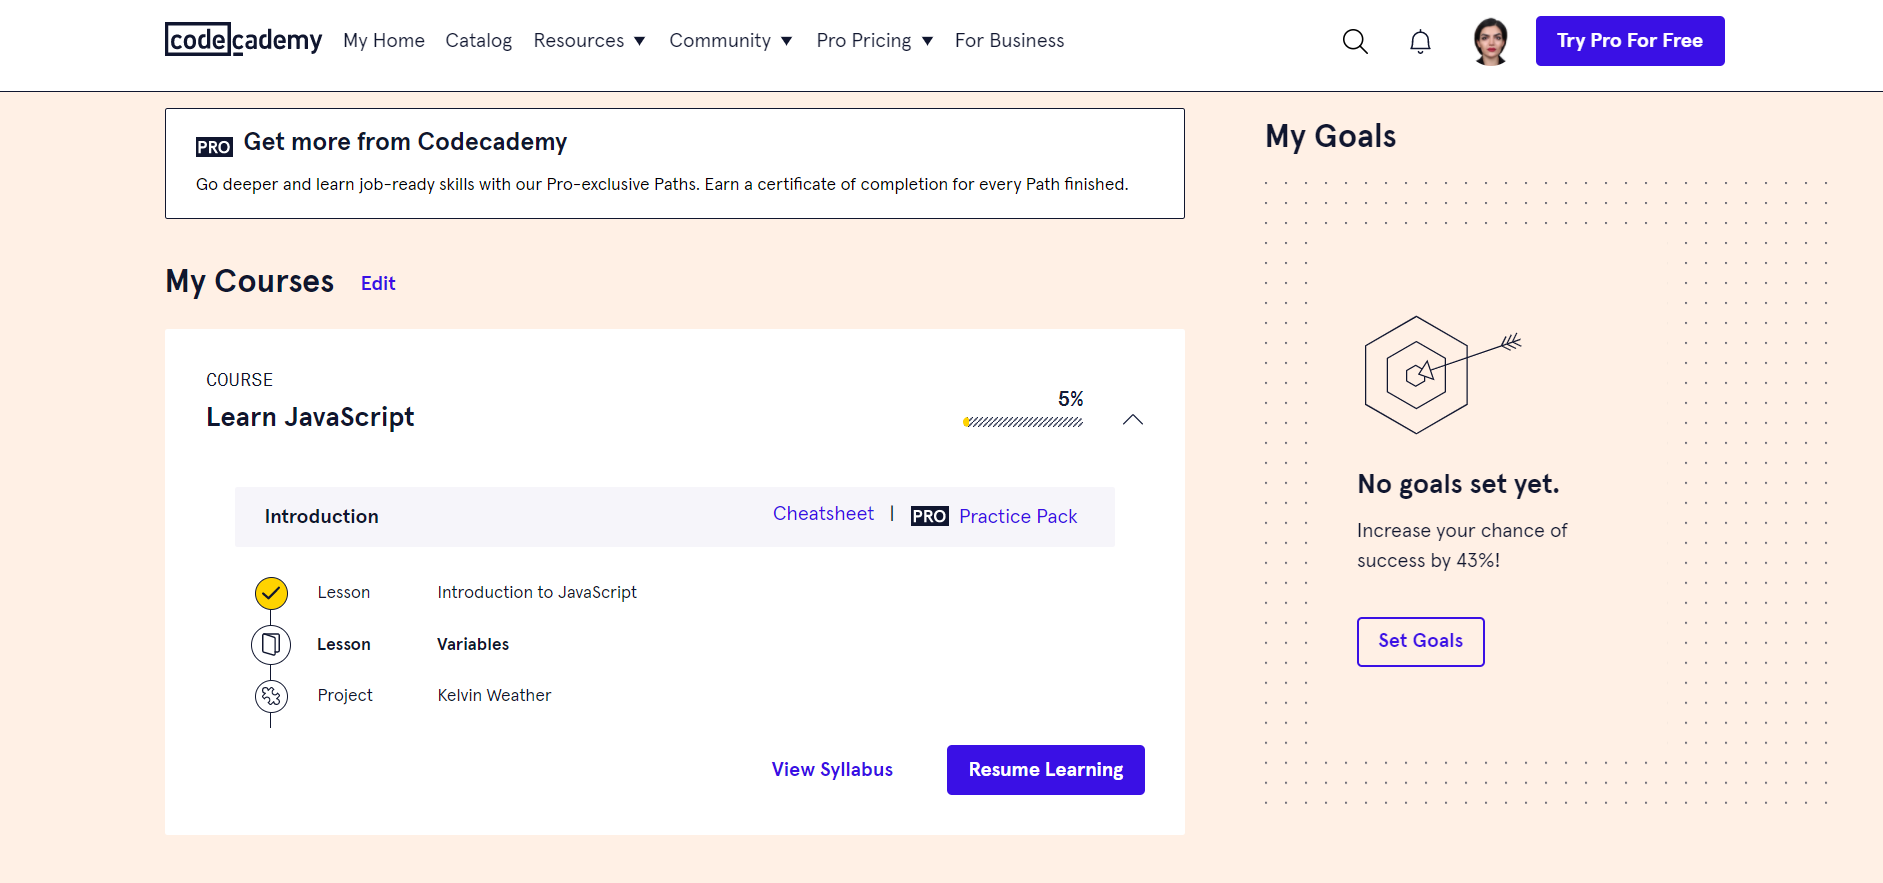 codecademy My Home Catalog Resources Community Pro Pricing For Business Try Pro For Free
PRO Get more from Codecademy
Go deeper and learn job-ready skills with our Pro-exclusive Paths. Earn a certificate of completion for every Path finished.
My Courses Edit
COURSE
Learn JavaScript
5%
Introduction Cheatsheet | PRO Practice Pack
Lesson Introduction to JavaScript
Lesson Variables
Project Kelvin Weather
View Syllabus Resume Learning
My Goals
No goals set yet.
Increase your chance of
success by 43%!
Set Goals